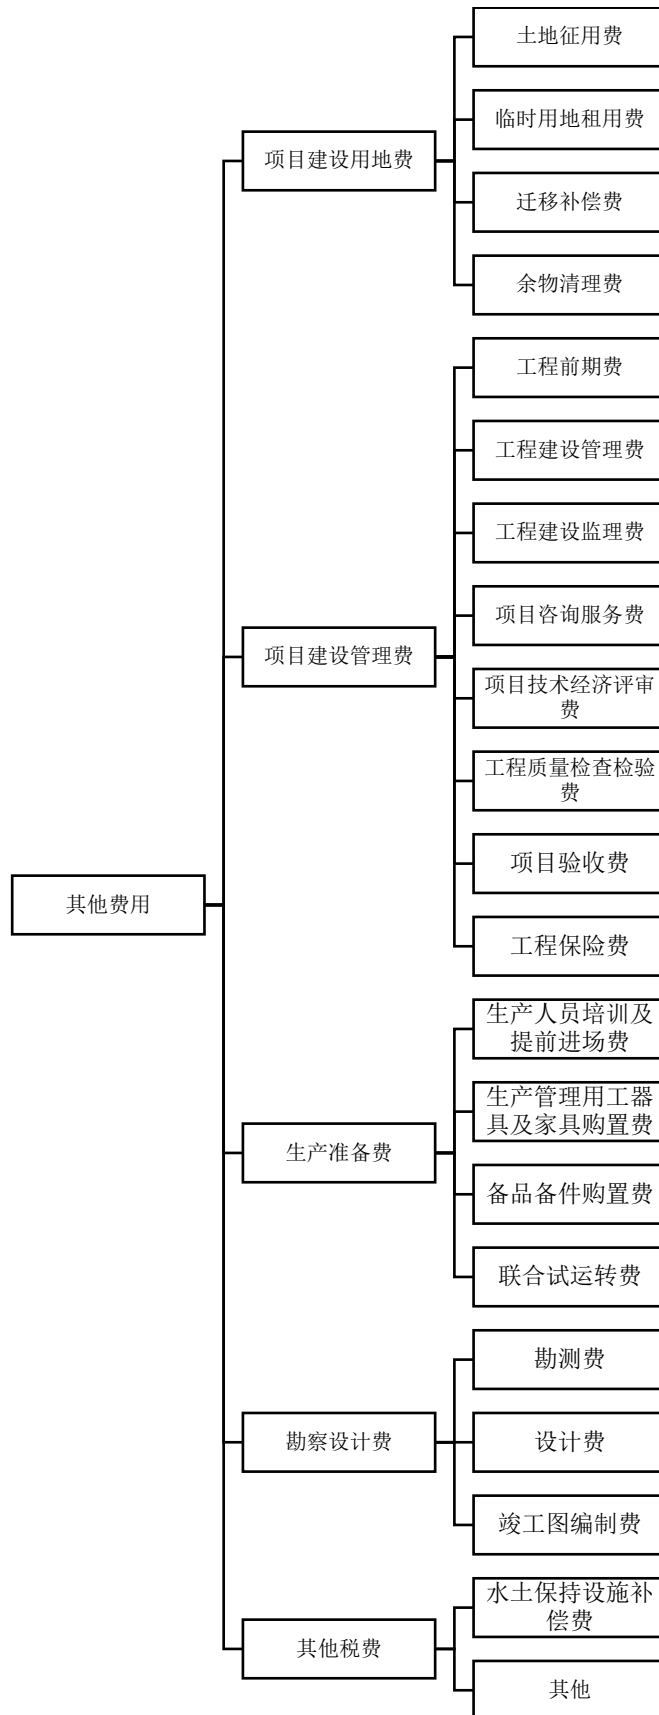 其他费用
项目建设用地费
土地征用费
临时用地租用费
迁移补偿费
余物清理费
项目建设管理费
工程前期费
工程建设管理费
工程建设监理费
项目咨询服务费
项目技术经济评审
费
工程质量检查检验
费
项目验收费
工程保险费
生产准备费
生产人员培训及
提前进场费
生产管理用工器
具及家具购置费
备品备件购置费
联合试运转费
勘察设计费
勘测费
设计费
竣工图编制费
其他税费
水土保持设施补
偿费
其他